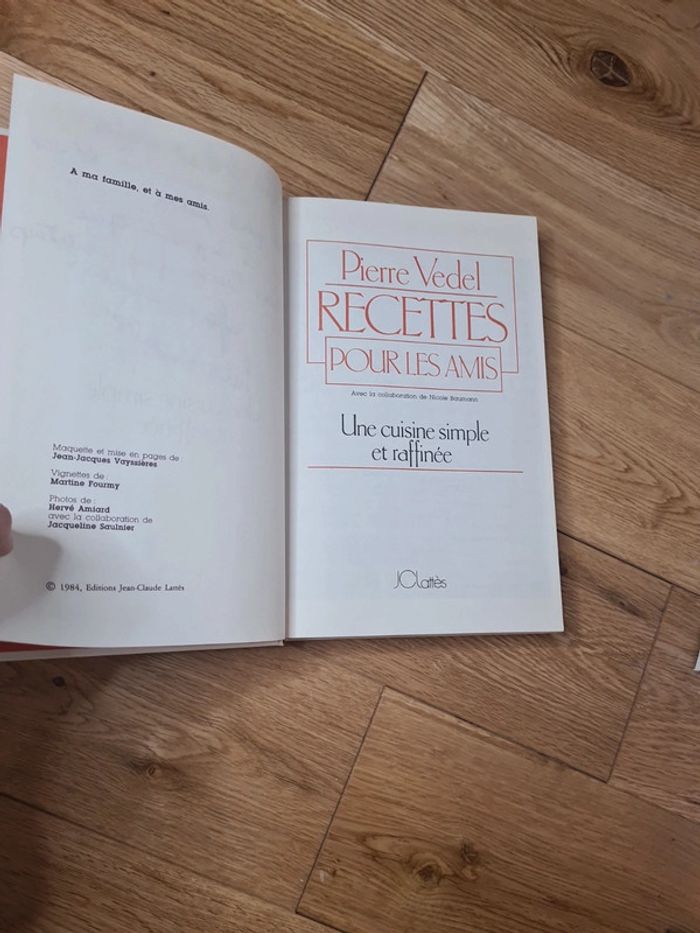 A ma famille, et à mes amis.
Maquette et mise en pages de :
Jean-Jacques Vayssières
Vignettes de :
Martine Fourmy
Photos de :
Hervé Amiard
avec la collaboration de
Jacqueline Saulnier
© 1984, Editions Jean-Claude Lattès
Pierre Vedel
RECETTES
POUR LES AMIS
Avec la collaboration de Nicole Baumann
Une cuisine simple
et raffinée
JCLattès